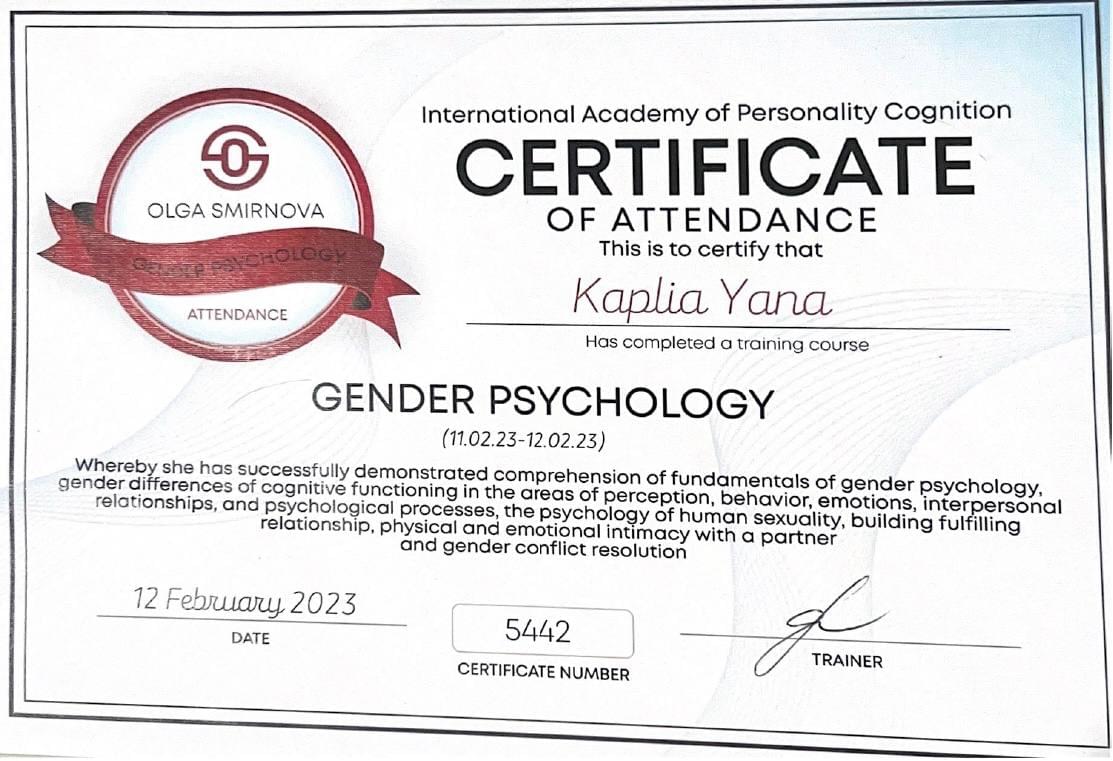 International Academy of Personality Cognition
CERTIFICATE
OF ATTENDANCE
This is to certify that
Kaplia Yana
Has completed a training course
OLGA SMIRNOVA
GENDER PSYCHOLOGY
ATTENDANCE
GENDER PSYCHOLOGY
(11.02.23-12.02.23)
Whereby she has successfully demonstrated comprehension of fundamentals of gender psychology,
gender differences of cognitive functioning in the areas of perception, behavior, emotions, interpersonal
relationships, and psychological processes, the psychology of human sexuality, building fulfilling
relationship, physical and emotional intimacy with a partner
and gender conflict resolution
12 February 2023
DATE
5442
CERTIFICATE NUMBER
TRAINER